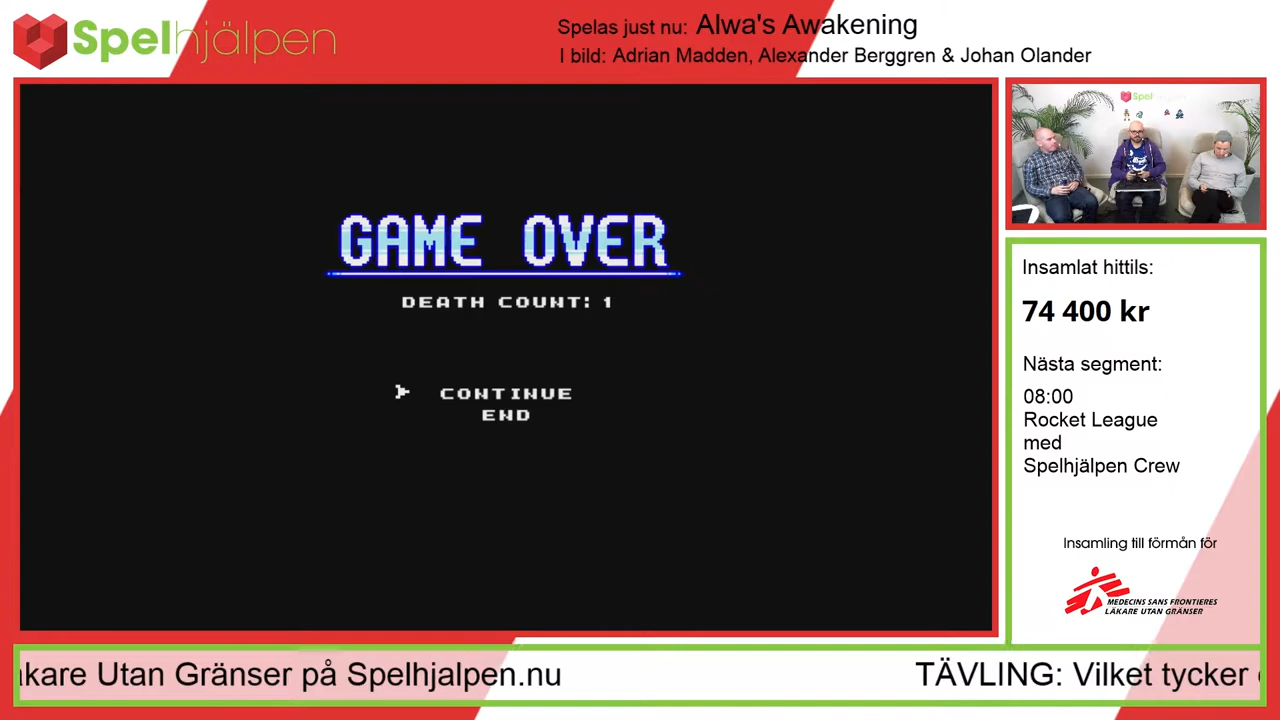 Spelhjälpen
Spelas just nu: Alwa's Awakening
I bild: Adrian Madden, Alexander Berggren & Johan Olander
GAME OVER
DEATH COUNT: 1
CONTINUE
END
Spel
Insamlat hittils:
74 400 kr
Nästa segment:
08:00
Rocket League
med
Spelhjälpen Crew
Insamling till förmån för
MEDECINS SANS FRONTIERES
LÄKARE UTAN GRÄNSER
äkare Utan Gränser på Spelhjalpen.nu
TÄVLING: Vilket tycker